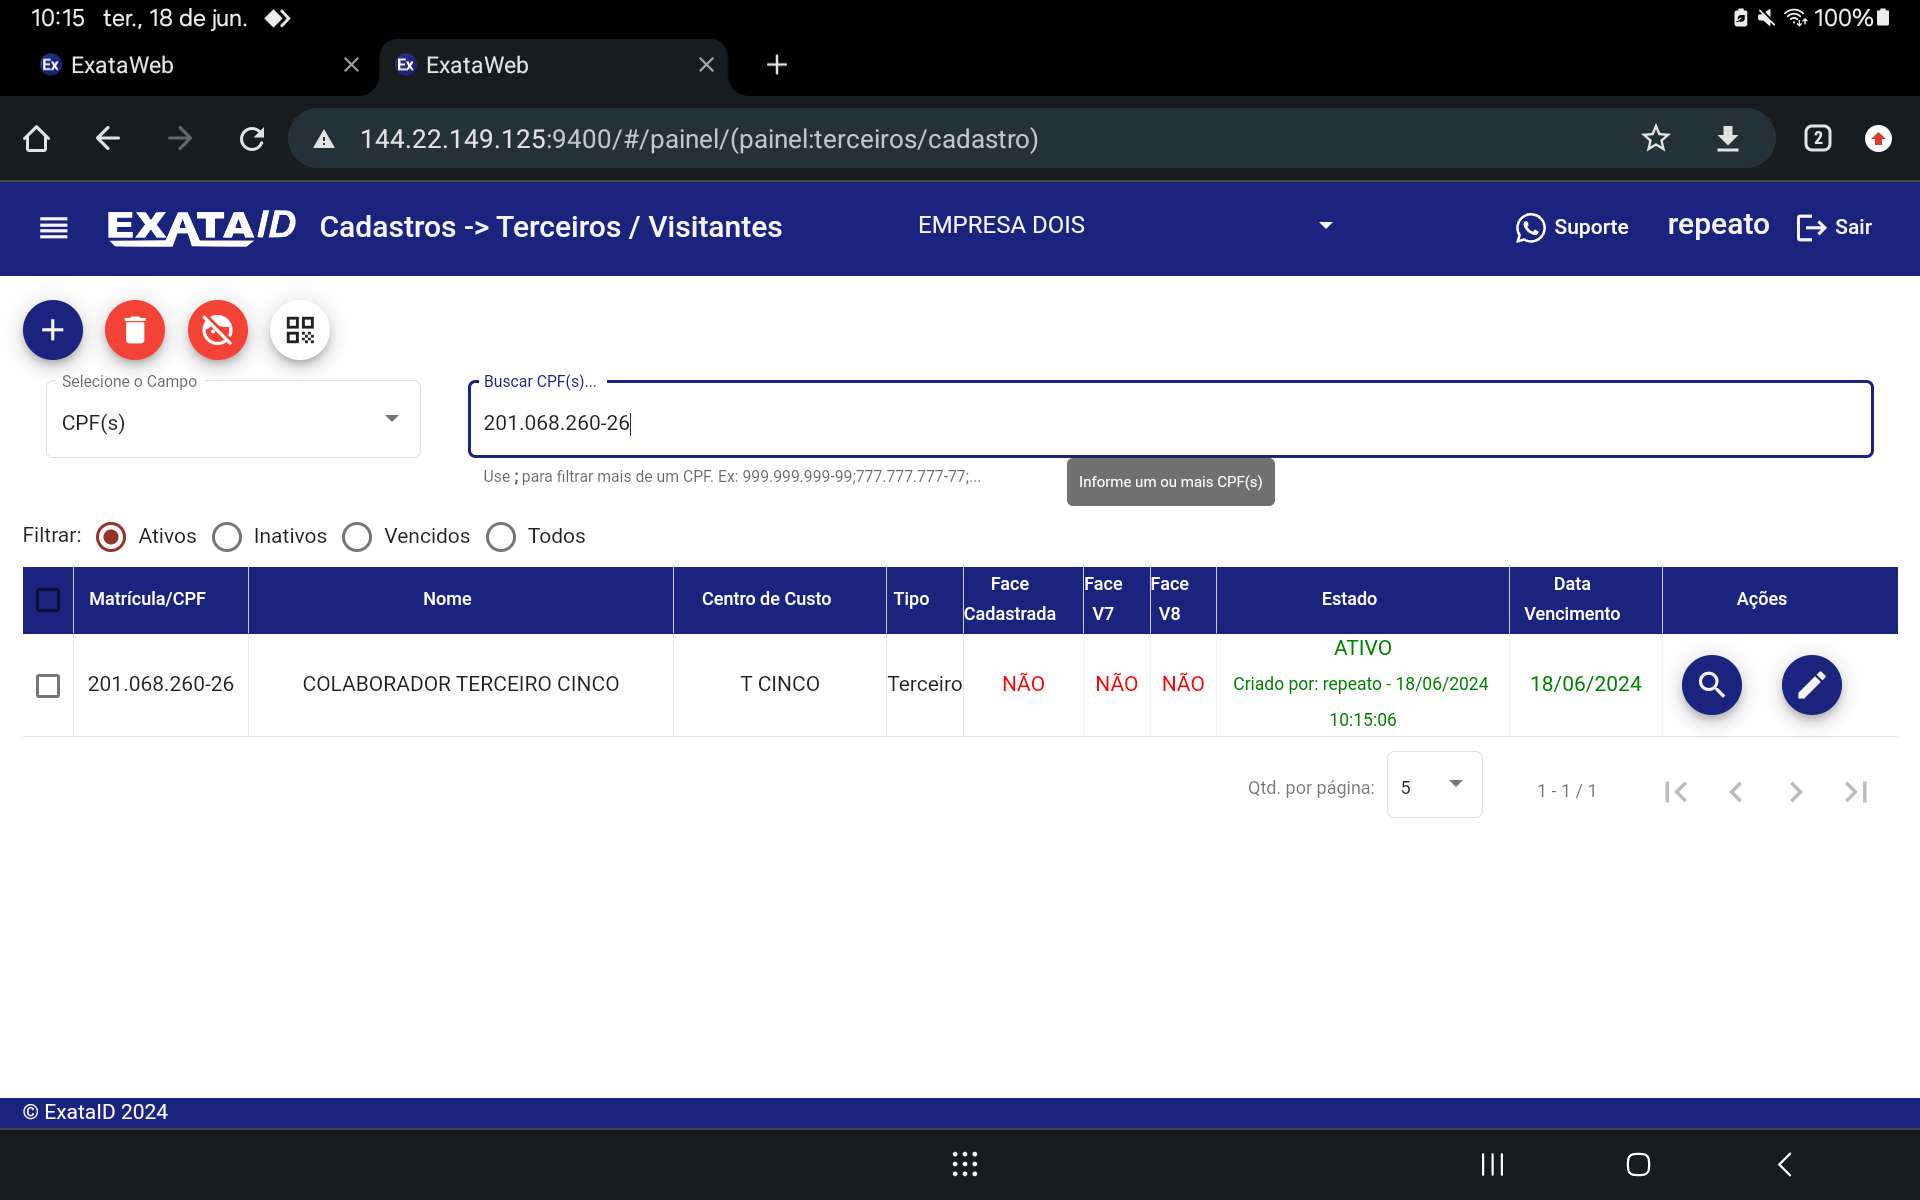 10:15 ter., 18 de jun.
100%
Ex ExataWeb
Ex ExataWeb
144.22.149.125:9400/#/painel/(painel:terceiros/cadastro)
2
EXATAID
Cadastros -> Terceiros / Visitantes
EMPRESA DOIS
Suporte
repeato
Sair
Selecione o Campo
CPF(s)
Buscar CPF(s)...
201.068.260-26
Use ; para filtrar mais de um CPF. Ex: 999.999.999-99;777.777.777-77;...
Informe um ou mais CPF(s)
Filtrar: Ativos Inativos Vencidos Todos
Matrícula/CPF Nome Centro de Custo Tipo Face Cadastrada Face V7 Face V8 Estado Data Vencimento Ações
201.068.260-26 COLABORADOR TERCEIRO CINCO T CINCO Terceiro NÃO NÃO NÃO
ATIVO
Criado por: repeato - 18/06/2024
10:15:06
18/06/2024
Qtd. por página: 5 1 - 1 / 1
© ExataID 2024